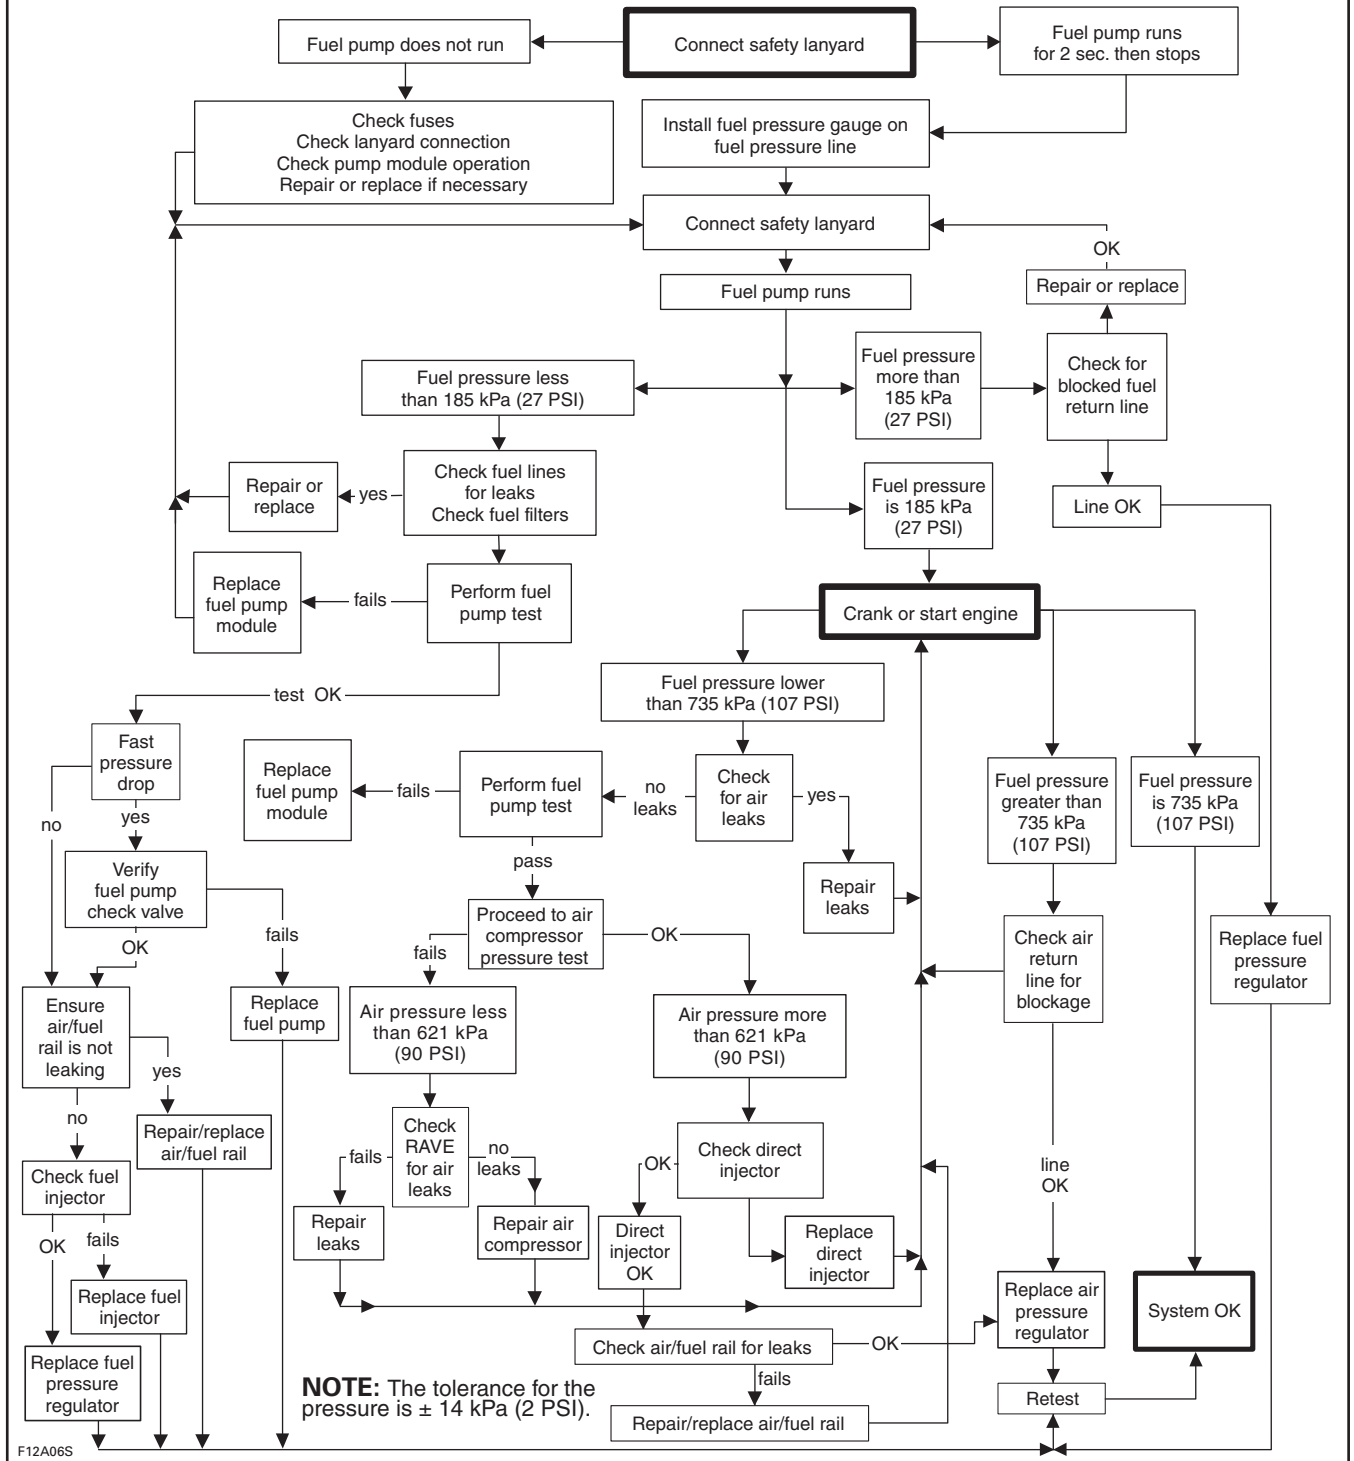 Fuel pump does not run
Connect safety lanyard
Fuel pump runs
for 2 sec. then stops
Check fuses
Check lanyard connection
Check pump module operation
Repair or replace if necessary
Install fuel pressure gauge on
fuel pressure line
Connect safety lanyard
OK
Repair or replace
Fuel pump runs
Fuel pressure less
than 185 kPa (27 PSI)
Fuel pressure
more than
185 kPa
(27 PSI)
Check for
blocked fuel
return line
Repair or
replace
yes
Check fuel lines
for leaks
Check fuel filters
Fuel pressure
is 185 kPa
(27 PSI)
Line OK
Replace
fuel pump
module
fails
Perform fuel
pump test
Crank or start engine
test OK
Fuel pressure lower
than 735 kPa (107 PSI)
Fast
pressure
drop
no
yes
Replace
fuel pump
module
fails
Perform fuel
pump test
no
leaks
Check
for air
leaks
yes
Fuel pressure
greater than
735 kPa
(107 PSI)
Fuel pressure
is 735 kPa
(107 PSI)
Verify
fuel pump
check valve
pass
Repair
leaks
OK
fails
Proceed to air
compressor
pressure test
fails
OK
Check air
return
line for
blockage
Replace fuel
pressure
regulator
Ensure
air/fuel
rail is not
leaking
Replace
fuel pump
Air pressure less
than 621 kPa
(90 PSI)
Air pressure more
than 621 kPa
(90 PSI)
yes
no
Repair/replace
air/fuel rail
Check
RAVE
for air
leaks
fails
no
leaks
Check direct
injector
OK
line
OK
Check fuel
injector
OK
fails
Repair
leaks
Repair air
compressor
Direct
injector
OK
Replace
direct
injector
Replace fuel
injector
Replace air
pressure
regulator
System OK
Replace fuel
pressure
regulator
Check air/fuel rail for leaks
OK
fails
NOTE: The tolerance for the
pressure is ± 14 kPa (2 PSI).
Repair/replace air/fuel rail
Retest
F12A06S